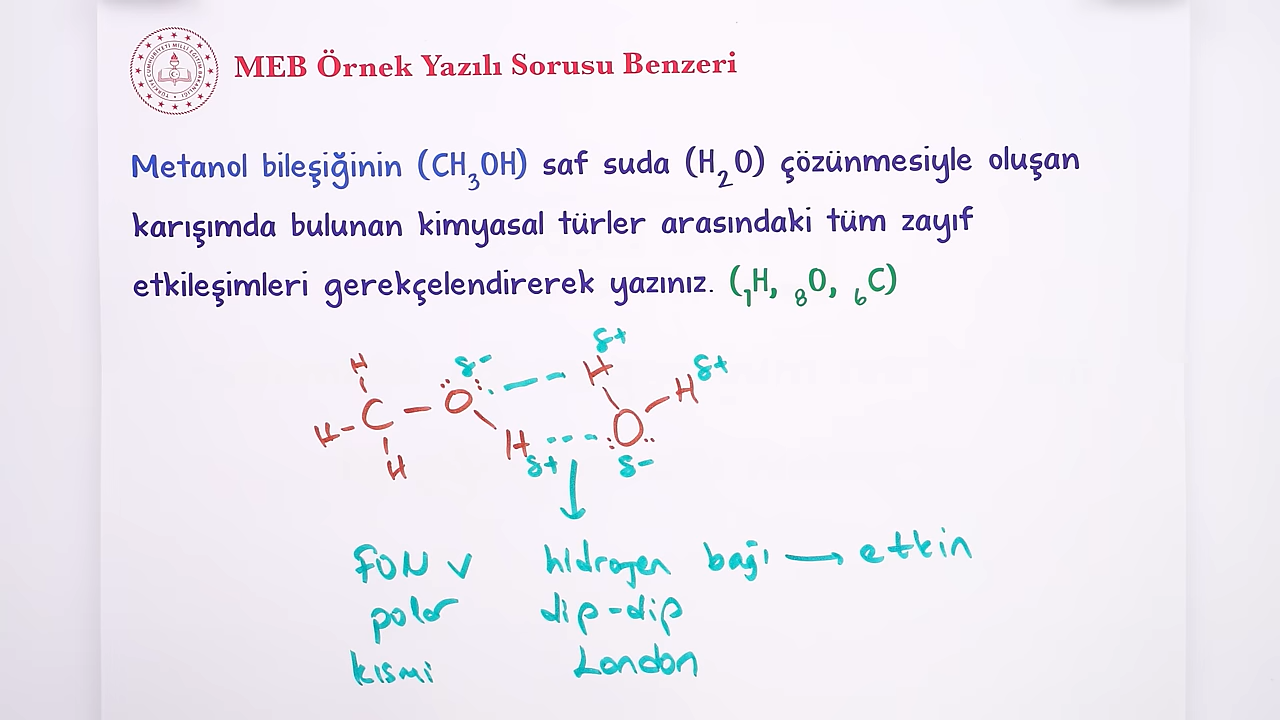 MEB Örnek Yazılı Sorusu Benzeri
Metanol bileşiğinin (CH₃OH) saf suda (H₂O) çözünmesiyle oluşan
karışımda bulunan kimyasal türler arasındaki tüm zayıf
etkileşimleri gerekçelendirerek yazınız. (₁H, ₈O, ₆C)
H δ- δ+
H - C - O H - H δ+
H H O
δ+ δ-
FON ✓ hidrogen bağı → etkin
polar dip-dip
kısmi London